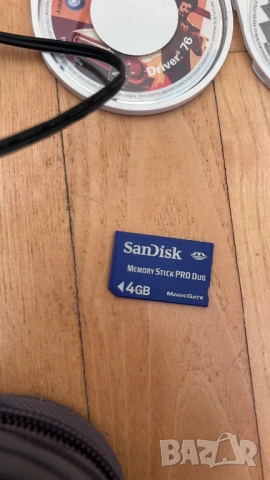 Driver 76
SanDisk
MEMORY STICK PRO DUO
4GB
MAGICGATE
BAZAR